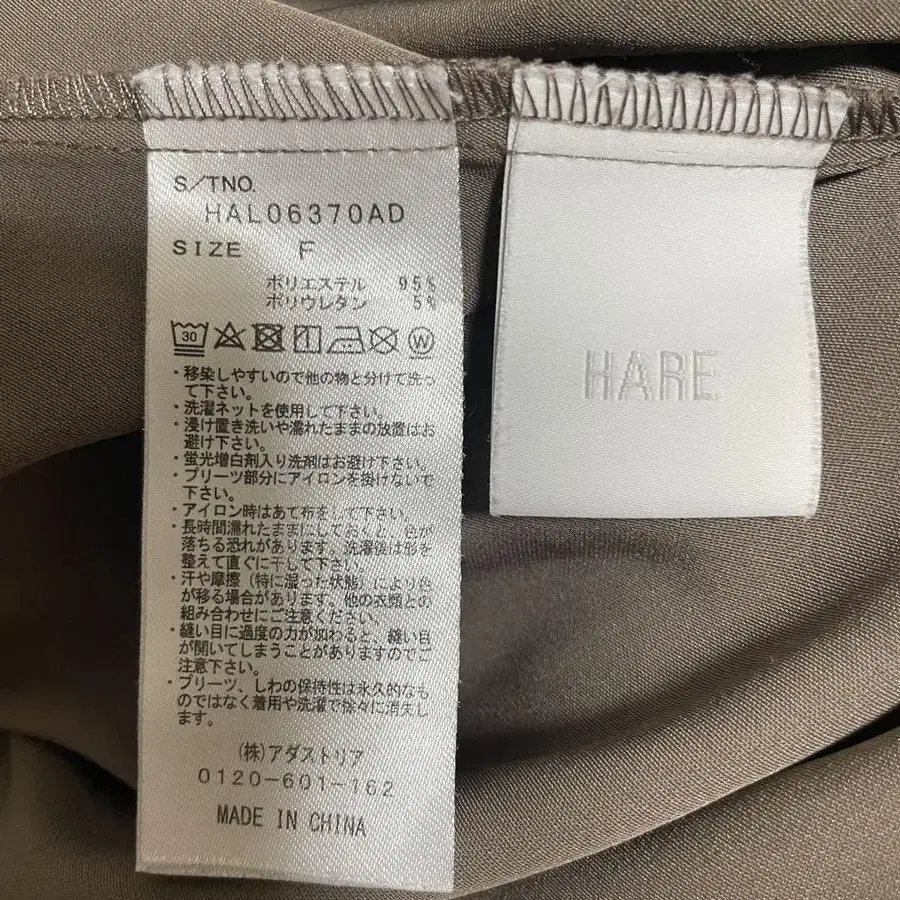 S/TNO.
HAL06370AD
SIZE F
ポリエステル 95%
ポリウレタン 5%
30
W
・移染しやすいので他の物と分けて洗っ
て下さい。
・洗濯ネットを使用して下さい。
・浸け置き洗いや濡れたままの放置はお
避け下さい。
・蛍光増白剤入り洗剤はお避け下さい。
・プリーツ部分にアイロンを掛けないで
下さい。
・アイロン時はあて布をして下さい。
・長時間濡れたままにしておくと、色が
落ちる恐れがあります。洗濯後は形を
整えて直ぐに干して下さい。
・汗や摩擦（特に湿った状態）により色
が移る場合があります。他の衣類との
組み合わせにご注意ください。
・縫い目に過度の力が加わると、縫い目
が開いてしまうことがありますのでご
注意下さい。
・プリーツ、しわの保持性は永久的なも
のではなく着用や洗濯で徐々に消失し
ます。
(株)アダストリア
0120-601-162
MADE IN CHINA
HARE